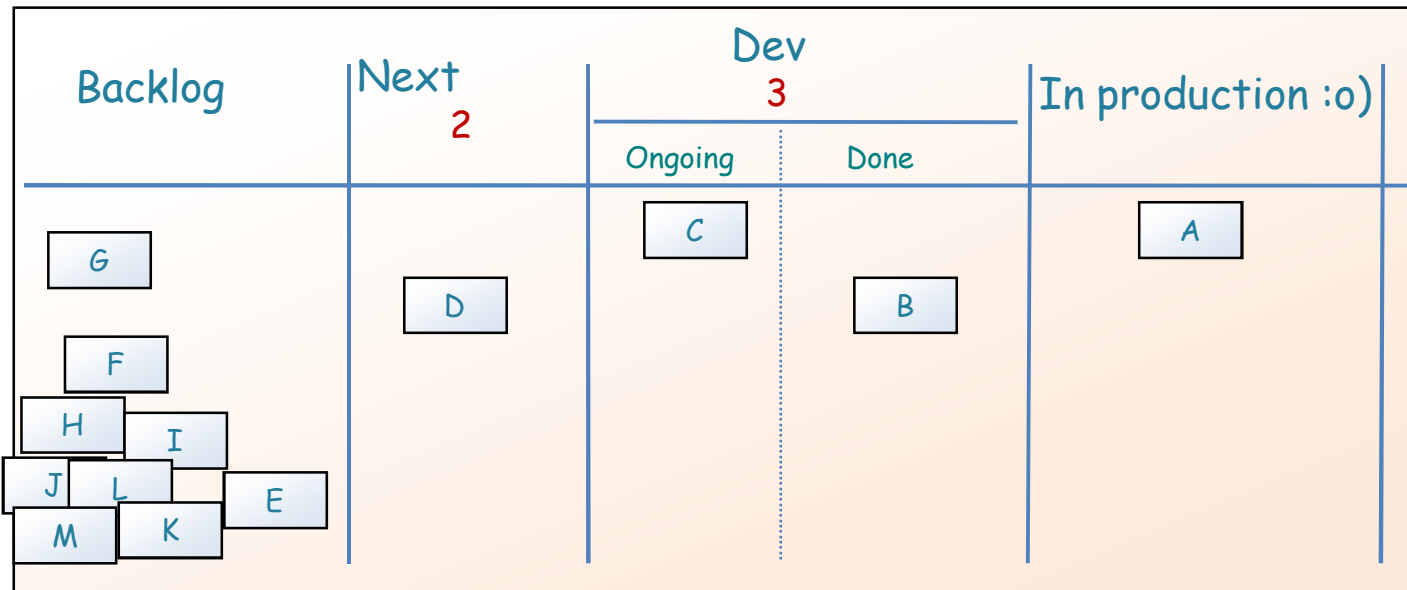 Backlog
Next
2
Dev
3
In production :o)
Ongoing
Done
G
F
H
I
J
L
E
M
K
D
C
B
A